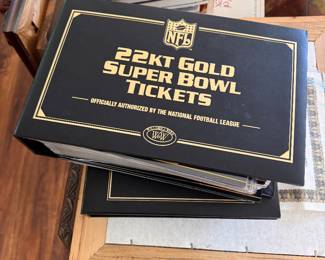 NFL
22KT GOLD
SUPER BOWL
TICKETS
OFFICIALLY AUTHORIZED BY THE NATIONAL FOOTBALL LEAGUE